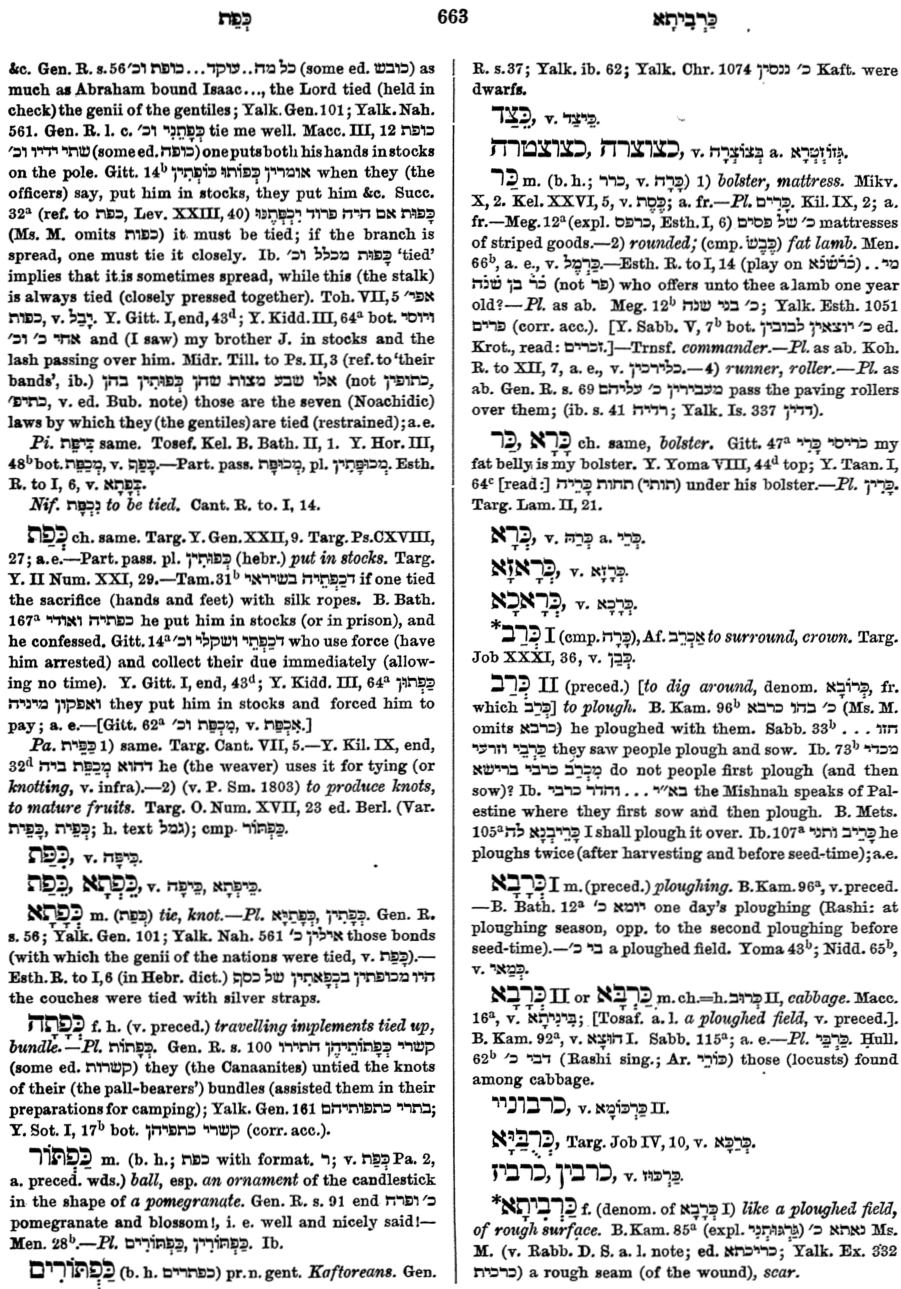 כָּפֵת 663 כַּרְבִיתָא
&c. Gen. R. s. 56 כל מה...עוקד...כופת וכ' (some ed. כובש) as
much as Abraham bound Isaac..., the Lord tied (held in
check) the genii of the gentiles; Yalk. Gen. 101; Yalk. Nah.
561. Gen. R. l. c. כָּפְתֵנִי וכ' tie me well. Macc. III, 12 כופת
שתי ידיו וכ' (some ed. כופה) one puts both his hands in stocks
on the pole. Gitt. 14b אומרין כָּפוֹתוּ כּוֹפְתִין when they (the
officers) say, put him in stocks, they put him &c. Succ.
32a (ref. to כפת, Lev. XXIII, 40) כָּפוּת אם היה פרוד יִכְפְּתֶנּוּ
(Ms. M. omits כפות) it must be tied; if the branch is
spread, one must tie it closely. Ib. כָּפוּת מכלל וכ' 'tied'
implies that it is sometimes spread, while this (the stalk)
is always tied (closely pressed together). Toh. VII, 5 אפי'
כפות, v. יָבֵל. Y. Gitt. I, end, 43d; Y. Kidd. III, 64a bot. ויוסי
אחי כ' וכ' and (I saw) my brother J. in stocks and the
lash passing over him. Midr. Till. to Ps. II, 3 (ref. to 'their
bands', ib.) אלו שבע מצות שהן כְּפוּתִין בהן (not כתופין,
כתיפ', v. ed. Bub. note) those are the seven (Noachidic)
laws by which they (the gentiles) are tied (restrained); a. e.
Pi. כִּיפֵּת same. Tosef. Kel. B. Bath. II, 1. Y. Hor. III,
48b bot. מְכַפֵּת, v. כָּפַף.—Part. pass. מְכוּפָּת, pl. מְכוּפָּתִין. Esth.
R. to I, 6, v. כַּפְתָּא.
Nif. נִכְפָּת to be tied. Cant. R. to. I, 14.
כְּפַת ch. same. Targ. Y. Gen. XXII, 9. Targ. Ps. CXVIII,
27; a. e.—Part. pass. pl. כְּפוּתִין (hebr.) put in stocks. Targ.
Y. II Num. XXI, 29.—Tam. 31b דכַפְתֵיהּ בשיראי if one tied
the sacrifice (hands and feet) with silk ropes. B. Bath.
167a כפתיה ואודי he put him in stocks (or in prison), and
he confessed. Gitt. 14a דכָפְתֵי ושקלי וכ' who use force (have
him arrested) and collect their due immediately (allow-
ing no time). Y. Gitt. I, end, 43d; Y. Kidd. III, 64a כַּפְּתוּן
ואפקון מיניה they put him in stocks and forced him to
pay; a. e.—[Gitt. 62a מְכַפֵּת וכ', v. אַכְפֵּת.]
Pa. כַּפֵּית 1) same. Targ. Cant. VII, 5.—Y. Kil. IX, end,
32d דהוא מְכַפֵּת ביה he (the weaver) uses it for tying (or
knotting, v. infra).—2) (v. P. Sm. 1803) to produce knots,
to mature fruits. Targ. O. Num. XVII, 23 ed. Berl. (Var.
כְּפֵית, כַּפֵּית; h. text גמל); cmp. כַּפְתּוֹר.
כִּפַּת, v. כִּיפָּה.
כִּפְתָא, כִּפַּת, v. כִּיפְתָא, כִּיפָּה.
כַּפְתָא m. (כְּפַת) tie, knot.—Pl. כַּפְתִין, כַּפְתַיָּא. Gen. R.
s. 56; Yalk. Gen. 101; Yalk. Nah. 561 אילין כ' those bonds
(with which the genii of the nations were tied, v. כָּפַת).—
Esth. R. to I, 6 (in Hebr. dict.) היו מכופתין בכַפְתָּאתִין של כסף
the couches were tied with silver straps.
כְּפָתָה f. h. (v. preced.) travelling implements tied up,
bundle.—Pl. כְּפָתוֹת. Gen. R. s. 100 קשרי כְּפָתוֹתֵיהֶן התירו
(some ed. קשרות) they (the Canaanites) untied the knots
of their (the pall-bearers') bundles (assisted them in their
preparations for camping); Yalk. Gen. 161 בתרי כתפותיהם;
Y. Sot. I, 17b bot. קשרי כתפיהן (corr. acc.).
כַּפְתּוֹר m. (b. h.; כפת with format. ר; v. כְּפַת Pa. 2,
a. preced. wds.) ball, esp. an ornament of the candlestick
in the shape of a pomegranate. Gen. R. s. 91 end כ' ופרח
pomegranate and blossom!, i. e. well and nicely said!—
Men. 28b.—Pl. כַּפְתּוֹרִין, כַּפְתּוֹרִים. Ib.
כַּפְתּוֹרִים (b. h. כפתרים) pr. n. gent. Kaftoreans. Gen.
R. s. 37; Yalk. ib. 62; Yalk. Chr. 1074 כ' ננסין Kaft. were
dwarfs.
כֵּצַד, v. כֵּיצַד.
כצוצרה, כצוצטרה, v. כְּצוֹצְרָה a. גְּזוּזְטְרָא.
כַּר m. (b. h.; כרר, v. כָּרָה) 1) bolster, mattress. Mikv.
X, 2. Kel. XXVI, 5, v. כֶּסֶת; a. fr.—Pl. כָּרִים. Kil. IX, 2; a.
fr.—Meg. 12a (expl. כרפס, Esth. I, 6) כ' של פסים mattresses
of striped goods.—2) rounded; (cmp. כֶּבֶשׂ) fat lamb. Men.
66b, a. e., v. כַּרְמֶל.—Esth. R. to I, 14 (play on כרשנא) .. מי
כַּר בן שנה (not פר) who offers unto thee a lamb one year
old?—Pl. as ab. Meg. 12b כ' בני שנה; Yalk. Esth. 1051
פרים (corr. acc.). [Y. Sabb. V, 7b bot. כ' יוצאין לבובין ed.
Krot., read: זכרים.]—Trnsf. commander.—Pl. as ab. Koh.
R. to XII, 7, a. e., v. כלירכין.—4) runner, roller.—Pl. as
ab. Gen. R. s. 69 מעבירין כ' עליהם pass the paving rollers
over them; (ib. s. 41 רדיה; Yalk. Is. 337 רדין).
כָּרָא, כַּר ch. same, bolster. Gitt. 47a כריסי כָּרִי my
fat belly is my bolster. Y. Yoma VIII, 44d top; Y. Taan. I,
64c [read:] תחות כָּרֵיהּ (תותי) under his bolster.—Pl. כָּרִין.
Targ. Lam. II, 21.
כְּרָא, v. כְּרָה a. כְּרֵי.
כְּרָאזָא, v. כָּרָזָא.
כְּרָאכָא, v. כְּרָכָא.
*כְּרַב I (cmp. כָּרָה), Af. אַכְרֵב to surround, crown. Targ.
Job XXXI, 36, v. כְּבַן.
כְּרַב II (preced.) [to dig around, denom. כְּרוּבָא, fr.
which כְּרַב] to plough. B. Kam. 96b כ' בהו כרבא (Ms. M.
omits כרבא) he ploughed with them. Sabb. 33b ... חזו
כָּרְבֵי וזרעי they saw people plough and sow. Ib. 73b מכדי
מִכְרָב כרבי ברישא do not people first plough (and then
sow)? Ib. בא"י ... והדר כרבי the Mishnah speaks of Pal-
estine where they first sow and then plough. B. Mets.
105a כָּרֵיבְנָא לה I shall plough it over. Ib. 107a כָּרֵיב ותני he
ploughs twice (after harvesting and before seed-time); a. e.
כְּרָבָא I m. (preced.) ploughing. B. Kam. 96a, v. preced.
—B. Bath. 12a יומא כ' one day's ploughing (Rashi: at
ploughing season, opp. to the second ploughing before
seed-time).—בי כ' a ploughed field. Yoma 43b; Nidd. 65b,
v. כְּמַאי.
כְּרָבָא II or כְּרָבָּא m. ch.=h. כְּרוּב II, cabbage. Macc.
16a, v. בִּינִיתָא; [Tosaf. a. l. a ploughed field, v. preced.].
B. Kam. 92a, v. הוּצָא I. Sabb. 115a; a. e.—Pl. כְּרָבֵי. Hull.
62b דבי כ' (Rashi sing.; Ar. כּוֹרֵי) those (locusts) found
among cabbage.
כרבוניי, v. כַּרְכּוֹמָא II.
כְּרַבְיָּא, Targ. Job IV, 10, v. כְּרַכָּא.
כרבין, כרביז, v. כַּרְכּוּז.
*כַּרְבִיתָא f. (denom. of כְּרָבָא I) like a ploughed field,
of rough surface. B. Kam. 85a (expl. גַּרְגּוּתְנִי) נאתא כ' Ms.
M. (v. Rabb. D. S. a. l. note; ed. כריכתא; Yalk. Ex. 332
כרכית) a rough seam (of the wound), scar.